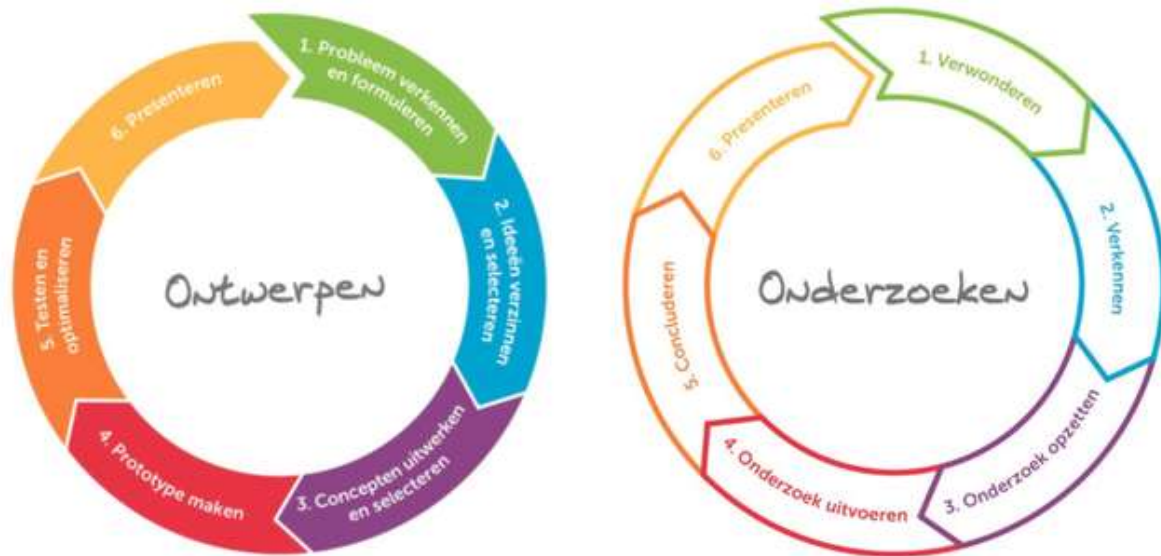 1. Probleem verkennen
en formuleren
2. Ideeën verzinnen
en selecteren
3. Concepten uitwerken
en selecteren
4. Prototype maken
5. Testen en
optimaliseren
6. Presenteren
Ontwerpen
1. Verwonderen
2. Verkennen
3. Onderzoek opzetten
4. Onderzoek uitvoeren
5. Concluderen
6. Presenteren
Onderzoeken